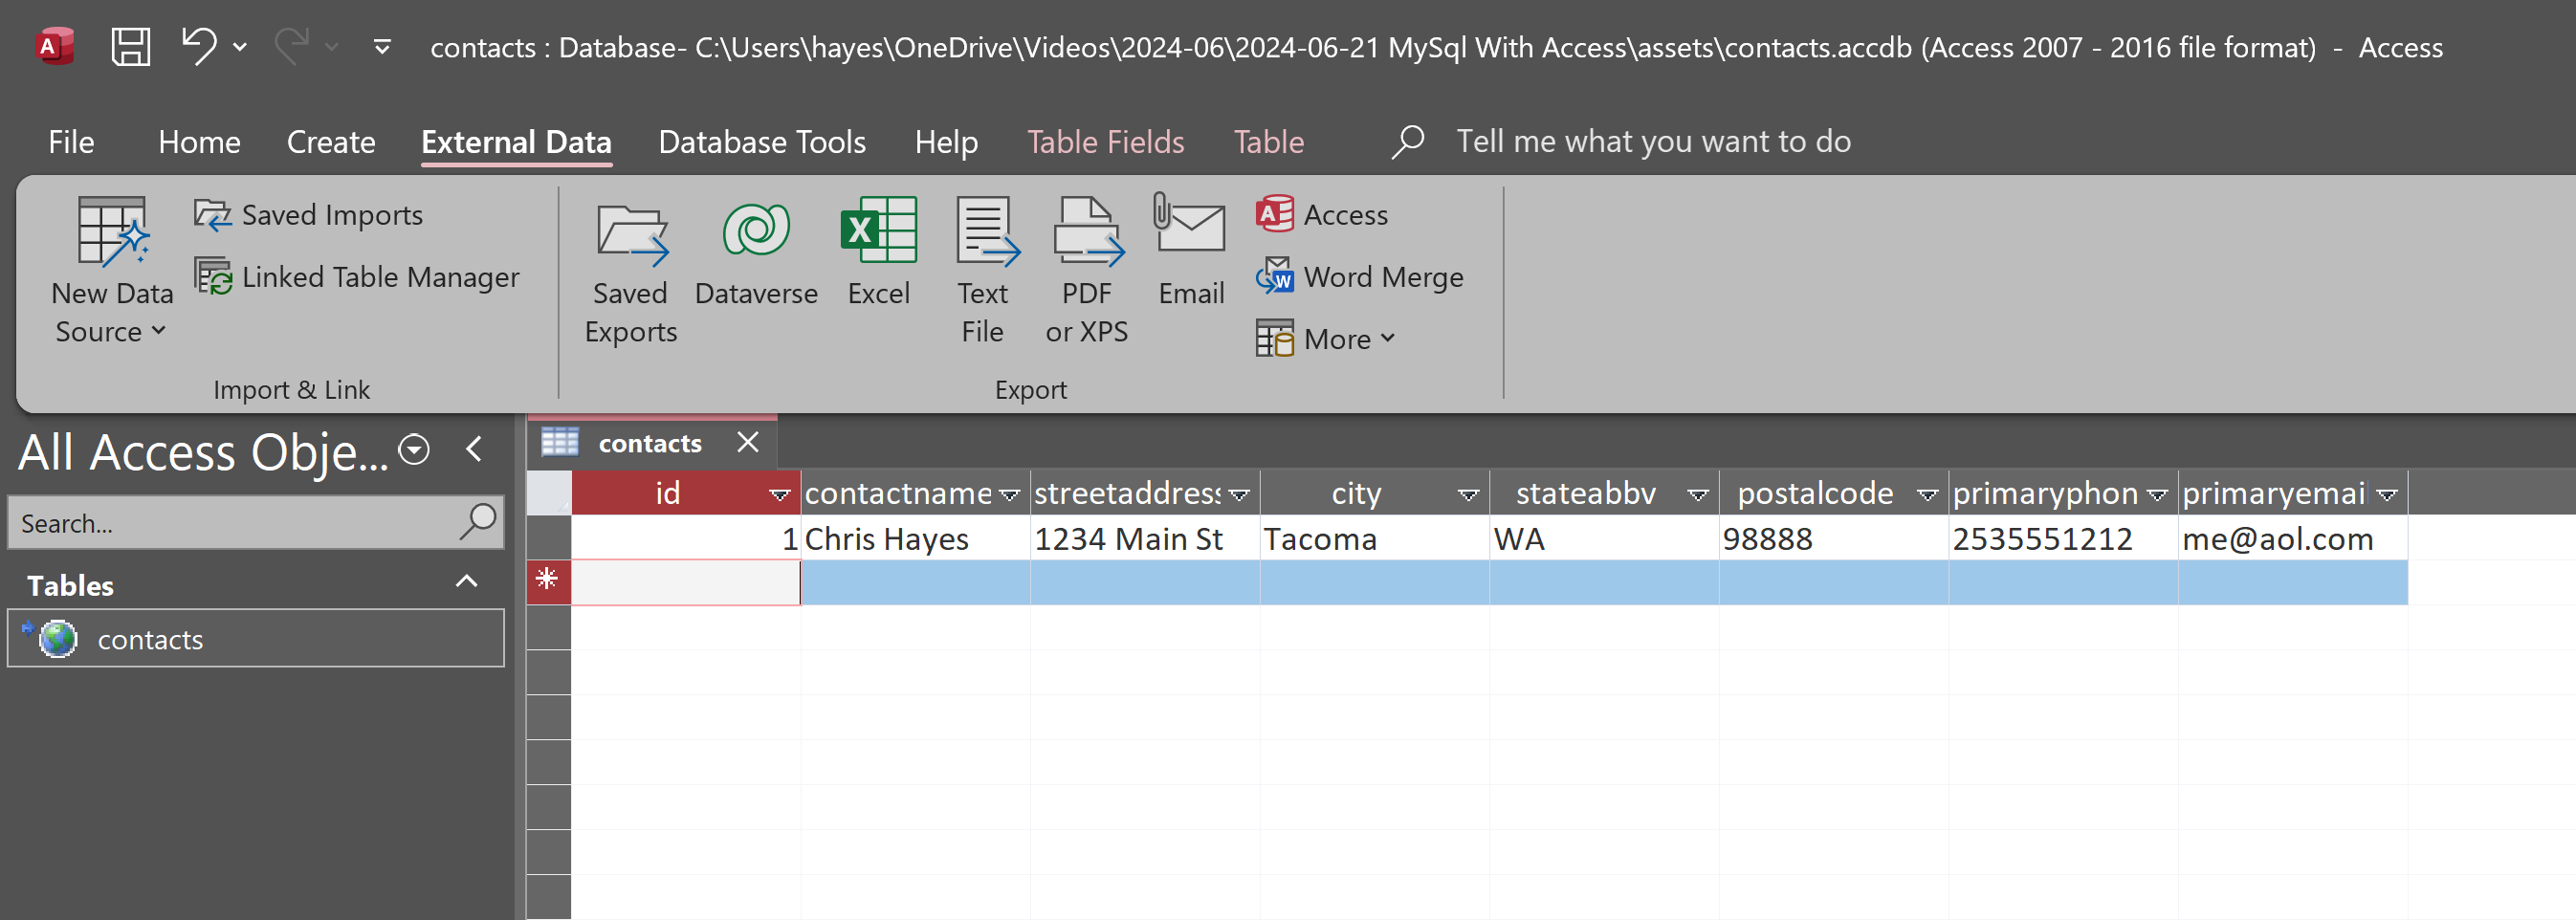 contacts : Database- C:\Users\hayes\OneDrive\Videos\2024-06\2024-06-21 MySql With Access\assets\contacts.accdb (Access 2007 - 2016 file format) - Access
File Home Create External Data Database Tools Help Table Fields Table Tell me what you want to do
New Data Source
Saved Imports
Linked Table Manager
Import & Link
Saved Exports
Dataverse
Excel
Text File
PDF or XPS
Email
Access
Word Merge
More
Export
All Access Obje...
Search...
Tables
contacts
contacts
id contactname streetaddress city stateabbv postalcode primaryphon primaryemai
1 Chris Hayes 1234 Main St Tacoma WA 98888 2535551212 me@aol.com